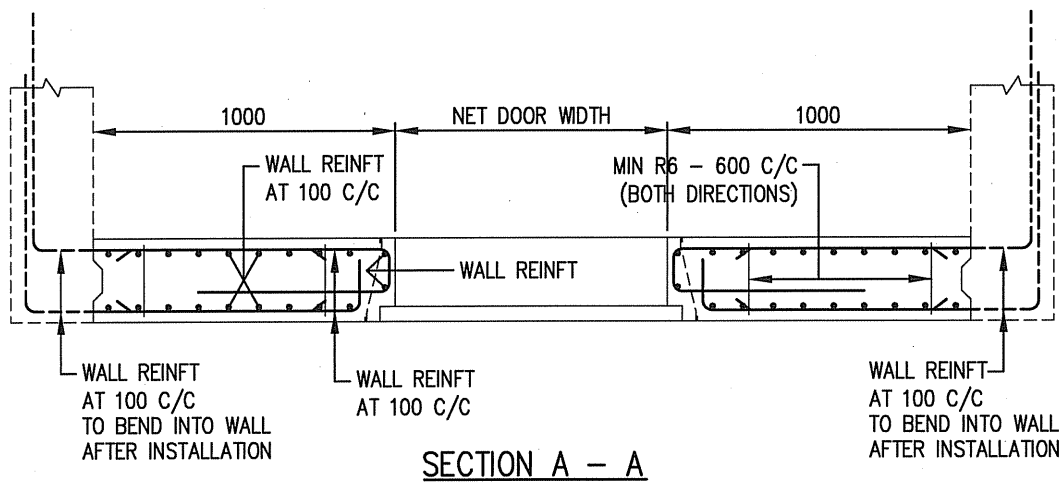 1000
NET DOOR WIDTH
1000
WALL REINFT
AT 100 C/C
MIN R6 - 600 C/C
(BOTH DIRECTIONS)
WALL REINFT
WALL REINFT
AT 100 C/C
TO BEND INTO WALL
AFTER INSTALLATION
WALL REINFT
AT 100 C/C
WALL REINFT
AT 100 C/C
TO BEND INTO WALL
AFTER INSTALLATION
SECTION A - A